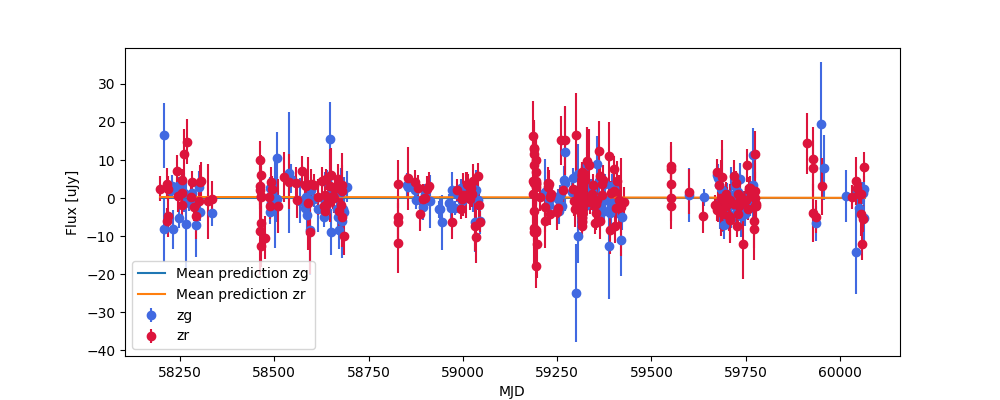 30
20
10
0
−10
−20
−30
−40
Flux [uJy]
Mean prediction zg
Mean prediction zr
zg
zr
58250 58500 58750 59000 59250 59500 59750 60000
MJD